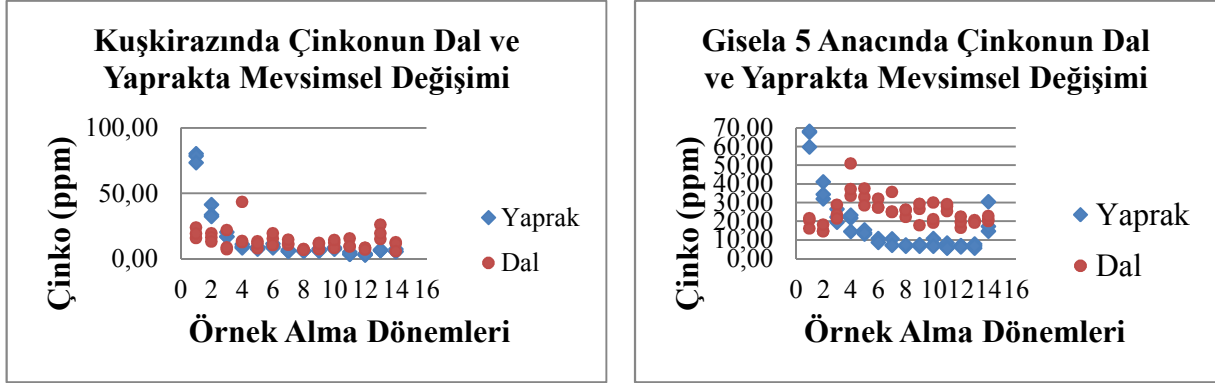 Kuşkirazında Çinkonun Dal ve
Yaprakta Mevsimsel Değişimi
Çinko (ppm)
100,00
50,00
0,00
0 2 4 6 8 10 12 14 16
Örnek Alma Dönemleri
Yaprak
Dal
Gisela 5 Anacında Çinkonun Dal
ve Yaprakta Mevsimsel Değişimi
Çinko (ppm)
70,00
60,00
50,00
40,00
30,00
20,00
10,00
0,00
0 2 4 6 8 10 12 14 16
Örnek Alma Dönemleri
Yaprak
Dal